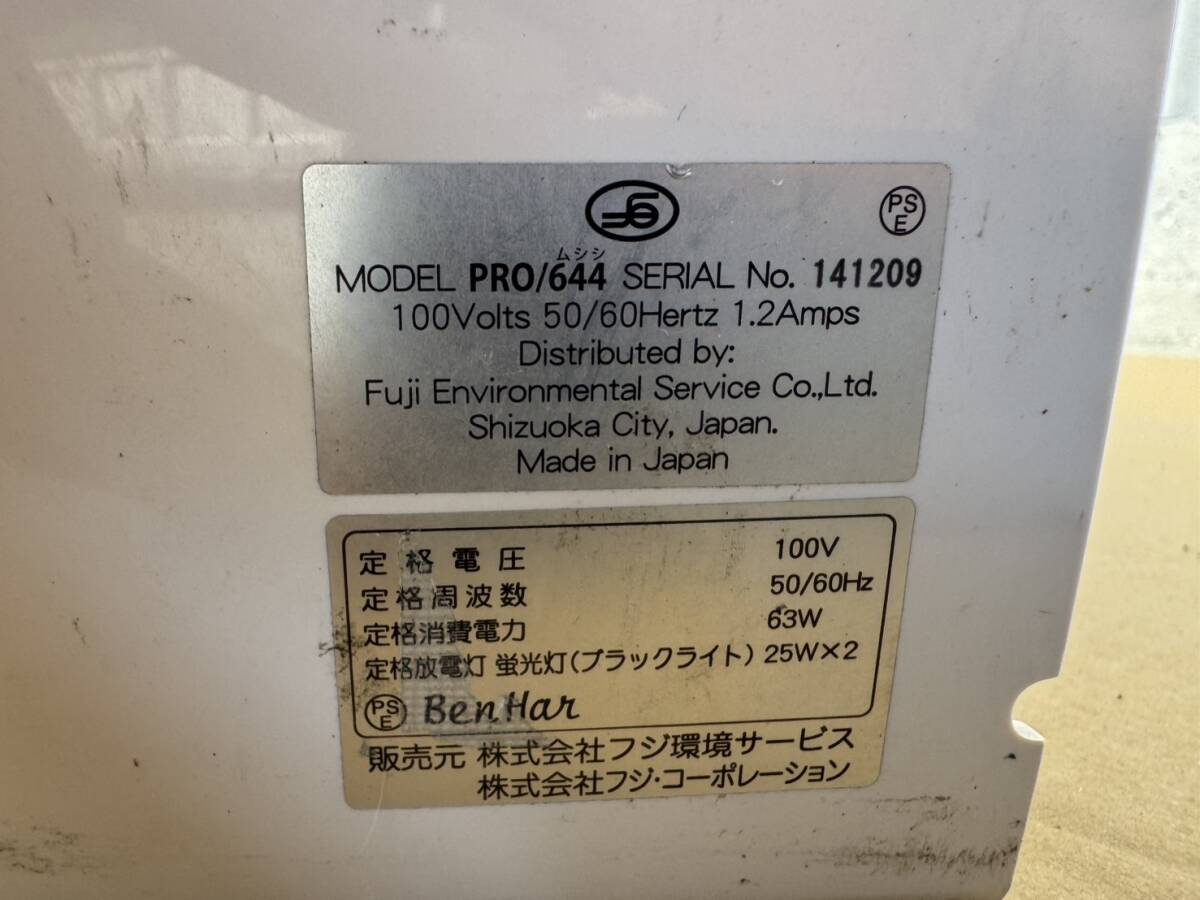 PS
E
ムシシ
MODEL PRO/644 SERIAL No. 141209
100Volts 50/60Hertz 1.2Amps
Distributed by:
Fuji Environmental Service Co.,Ltd.
Shizuoka City, Japan.
Made in Japan
定格電圧 100V
定格周波数 50/60Hz
定格消費電力 63W
定格放電灯 蛍光灯(ブラックライト) 25W×2
PS
E
BenHar
販売元 株式会社フジ環境サービス
株式会社フジ・コーポレーション